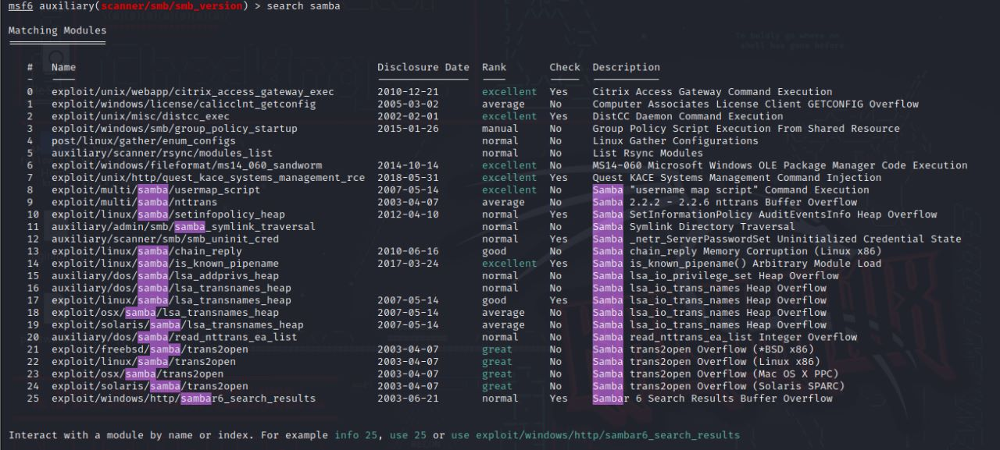 msf6 auxiliary(scanner/smb/smb_version) > search samba
Matching Modules
================
# Name Disclosure Date Rank Check Description
- ---- --------------- ---- ----- -----------
0 exploit/unix/webapp/citrix_access_gateway_exec 2010-12-21 excellent Yes Citrix Access Gateway Command Execution
1 exploit/windows/license/calicclnt_getconfig 2005-03-02 average No Computer Associates License Client GETCONFIG Overflow
2 exploit/unix/misc/distcc_exec 2002-02-01 excellent Yes DistCC Daemon Command Execution
3 exploit/windows/smb/group_policy_startup 2015-01-26 manual No Group Policy Script Execution From Shared Resource
4 post/linux/gather/enum_configs normal No Linux Gather Configurations
5 auxiliary/scanner/rsync/modules_list normal No List Rsync Modules
6 exploit/windows/fileformat/ms14_060_sandworm 2014-10-14 excellent No MS14-060 Microsoft Windows OLE Package Manager Code Execution
7 exploit/unix/http/quest_kace_systems_management_rce 2018-05-31 excellent Yes Quest KACE Systems Management Command Injection
8 exploit/multi/samba/usermap_script 2007-05-14 excellent No Samba "username map script" Command Execution
9 exploit/multi/samba/nttrans 2003-04-07 average No Samba 2.2.2 - 2.2.6 nttrans Buffer Overflow
10 exploit/linux/samba/setinfopolicy_heap 2012-04-10 normal Yes Samba SetInformationPolicy AuditEventsInfo Heap Overflow
11 auxiliary/admin/smb/samba_symlink_traversal normal No Samba Symlink Directory Traversal
12 auxiliary/scanner/smb/smb_uninit_cred normal Yes Samba _netr_ServerPasswordSet Uninitialized Credential State
13 exploit/linux/samba/chain_reply 2010-06-16 good No Samba chain_reply Memory Corruption (Linux x86)
14 exploit/linux/samba/is_known_pipename 2017-03-24 excellent Yes Samba is_known_pipename() Arbitrary Module Load
15 auxiliary/dos/samba/lsa_addprivs_heap normal No Samba lsa_io_privilege_set Heap Overflow
16 auxiliary/dos/samba/lsa_transnames_heap normal No Samba lsa_io_trans_names Heap Overflow
17 exploit/linux/samba/lsa_transnames_heap 2007-05-14 good Yes Samba lsa_io_trans_names Heap Overflow
18 exploit/osx/samba/lsa_transnames_heap 2007-05-14 average No Samba lsa_io_trans_names Heap Overflow
19 exploit/solaris/samba/lsa_transnames_heap 2007-05-14 average No Samba lsa_io_trans_names Heap Overflow
20 auxiliary/dos/samba/read_nttrans_ea_list normal No Samba read_nttrans_ea_list Integer Overflow
21 exploit/freebsd/samba/trans2open 2003-04-07 great No Samba trans2open Overflow (*BSD x86)
22 exploit/linux/samba/trans2open 2003-04-07 great No Samba trans2open Overflow (Linux x86)
23 exploit/osx/samba/trans2open 2003-04-07 great No Samba trans2open Overflow (Mac OS X PPC)
24 exploit/solaris/samba/trans2open 2003-04-07 great No Samba trans2open Overflow (Solaris SPARC)
25 exploit/windows/http/sambar6_search_results 2003-06-21 normal Yes Sambar 6 Search Results Buffer Overflow
Interact with a module by name or index. For example info 25, use 25 or use exploit/windows/http/sambar6_search_results